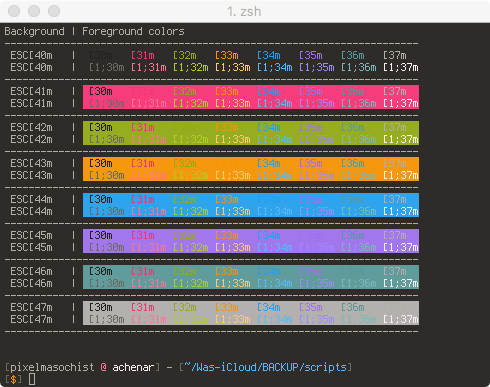 1. zsh
Background | Foreground colors
ESC[40m | [30m [31m [32m [33m [34m [35m [36m [37m
ESC[40m | [1;30m [1;31m [1;32m [1;33m [1;34m [1;35m [1;36m [1;37m
ESC[41m | [30m [31m [32m [33m [34m [35m [36m [37m
ESC[41m | [1;30m [1;31m [1;32m [1;33m [1;34m [1;35m [1;36m [1;37m
ESC[42m | [30m [31m [33m [34m [35m [36m [37m
ESC[42m | [1;30m [1;31m [1;32m [1;33m [1;34m [1;35m [1;36m [1;37m
ESC[43m | [30m [31m [32m [34m [35m [36m [37m
ESC[43m | [1;30m [1;31m [1;32m [1;33m [1;34m [1;35m [1;36m [1;37m
ESC[44m | [30m [31m [32m [33m [34m [35m [36m [37m
ESC[44m | [1;30m [1;31m [1;32m [1;33m [1;34m [1;35m [1;36m [1;37m
ESC[45m | [30m [31m [32m [33m [34m [35m [36m [37m
ESC[45m | [1;30m [1;31m [1;32m [1;33m [1;34m [1;35m [1;36m [1;37m
ESC[46m | [30m [31m [32m [33m [34m [35m [36m [37m
ESC[46m | [1;30m [1;31m [1;32m [1;33m [1;34m [1;35m [1;36m [1;37m
ESC[47m | [30m [31m [32m [33m [34m [35m [36m
ESC[47m | [1;30m [1;31m [1;32m [1;33m [1;34m [1;35m [1;36m [1;37m
[pixelmasochist @ achenar] - [~/Was-iCloud/BACKUP/scripts]
[$]